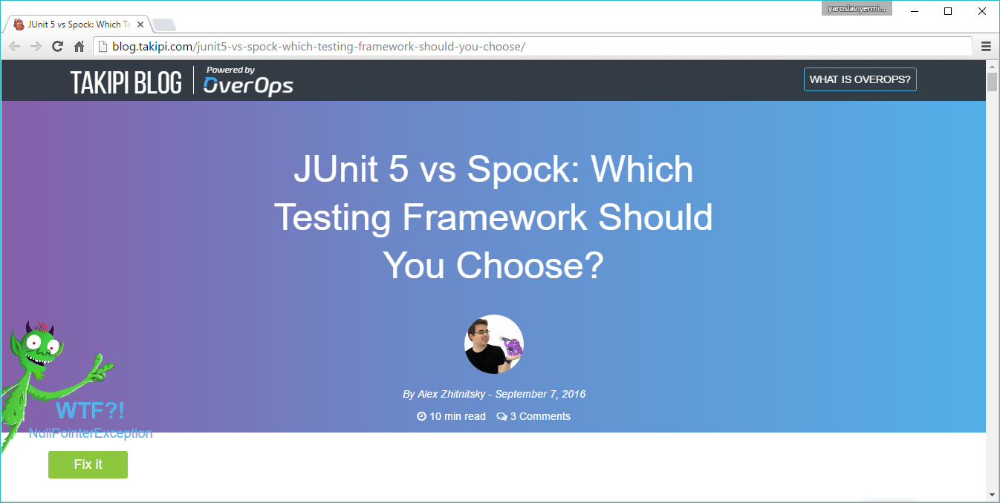 yaroslav.yermi...
JUnit 5 vs Spock: Which Te
blog.takipi.com/junit5-vs-spock-which-testing-framework-should-you-choose/
TAKIPI BLOG
Powered by
OverOps
WHAT IS OVEROPS?
JUnit 5 vs Spock: Which
Testing Framework Should
You Choose?
By Alex Zhitnitsky - September 7, 2016
10 min read 3 Comments
WTF?!
NullPointerException
Fix it